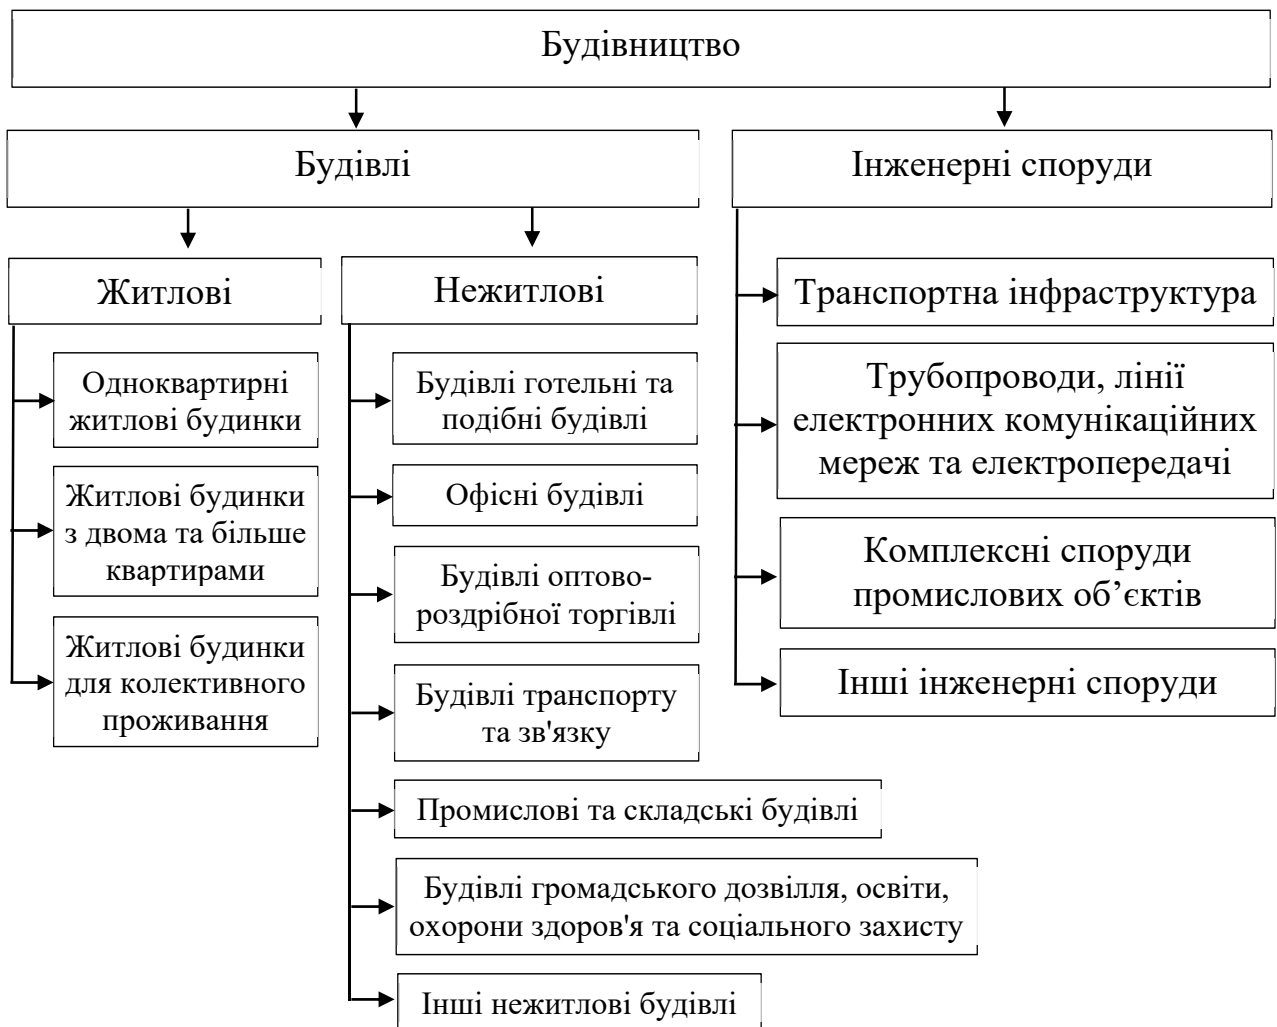 Будівництво
Будівлі
Інженерні споруди
Житлові
Нежитлові
Одноквартирні
житлові будинки
Житлові будинки
з двома та більше
квартирами
Житлові будинки
для колективного
проживання
Будівлі готельні та
подібні будівлі
Офісні будівлі
Будівлі оптово-
роздрібної торгівлі
Будівлі транспорту
та зв'язку
Промислові та складські будівлі
Будівлі громадського дозвілля, освіти,
охорони здоров'я та соціального захисту
Інші нежитлові будівлі
Транспортна інфраструктура
Трубопроводи, лінії
електронних комунікаційних
мереж та електропередачі
Комплексні споруди
промислових об’єктів
Інші інженерні споруди